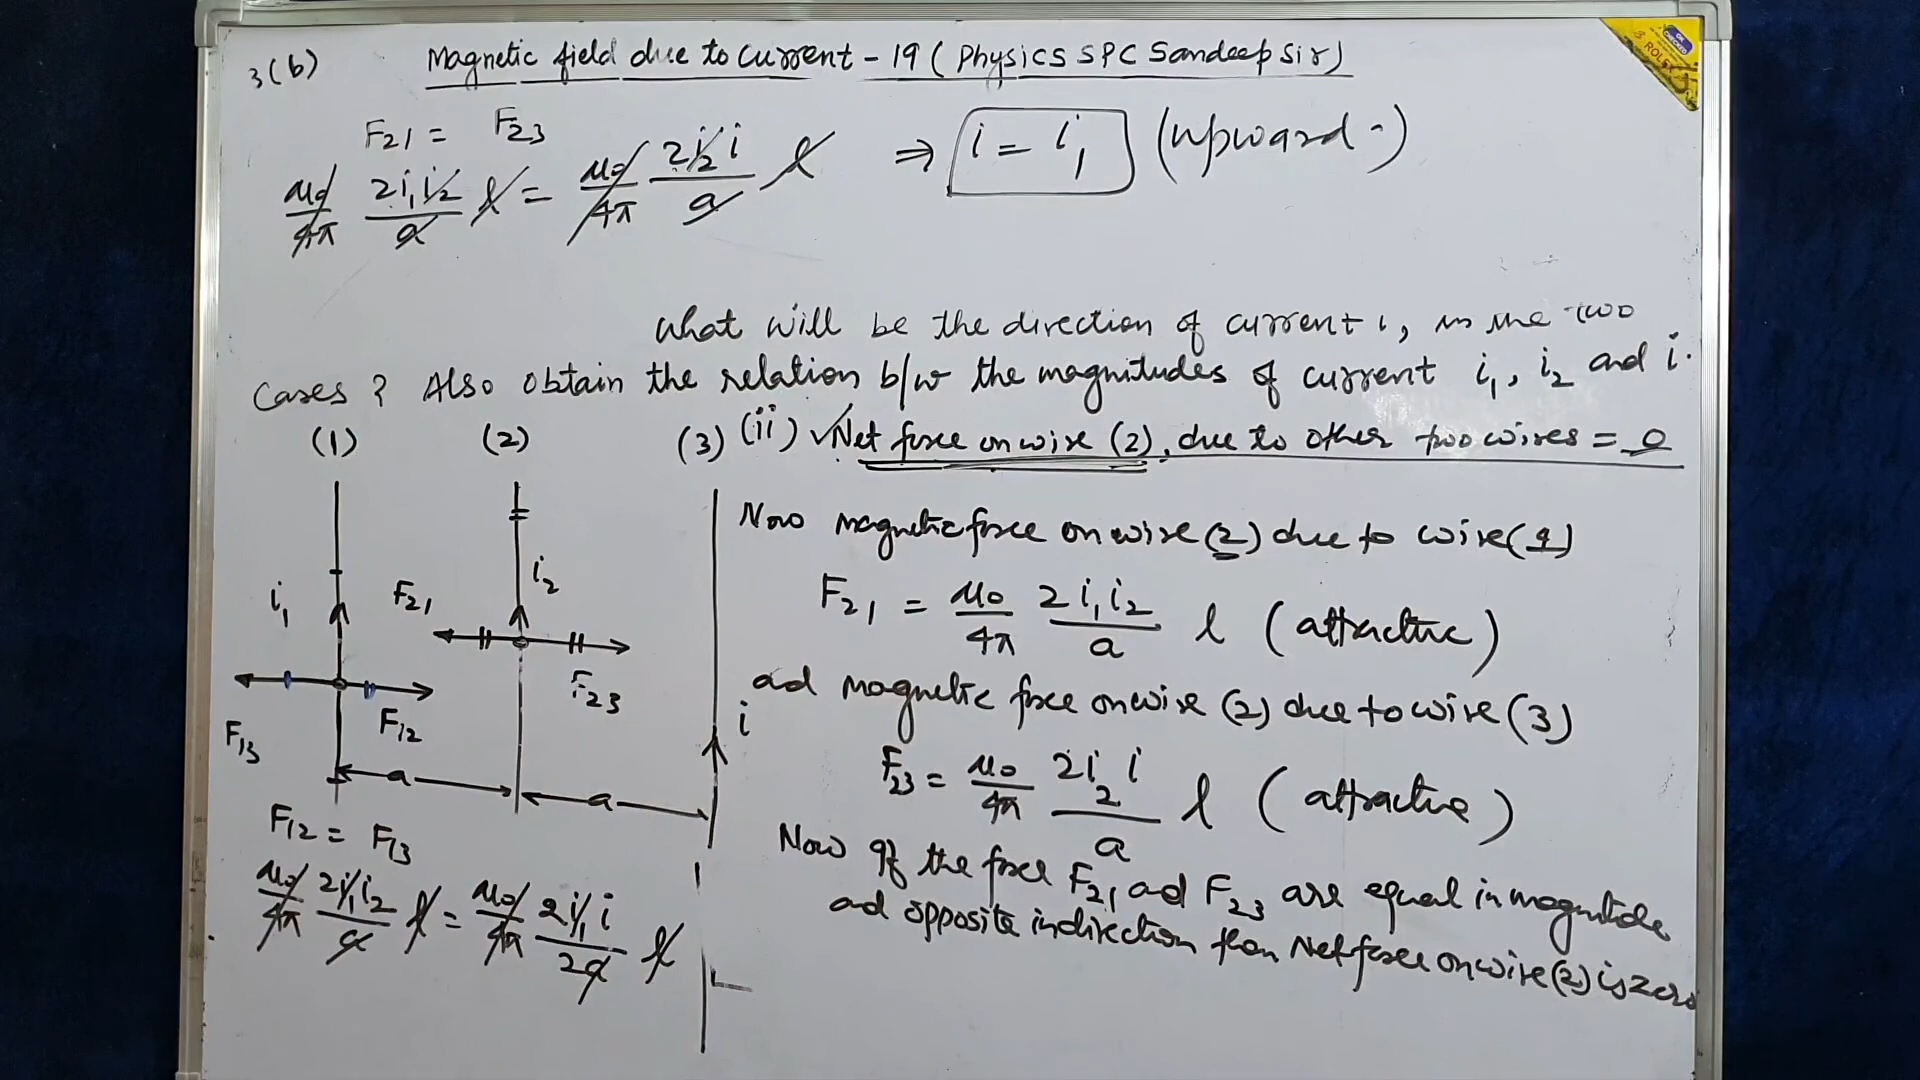 3(b)
Magnetic field due to current - 19 (Physics SPC Sandeep Sir)
F21 = F23
μ0/4π 2i1i2/a l = μ0/4π 2i2i/a l ⇒ i = i1 (upward.)
What will be the direction of current i, in the two
Cases? Also obtain the relation b/w the magnitudes of current i1, i2 and i.
(1) (2) (3)
(ii) ✓Net force on wire (2), due to other two wires = 0
Now magnetic force on wire (2) due to wire (1)
i1
i2
F21
F23
F13
F12
a
a
i
F21 = μ0/4π 2i1i2/a l (attractive)
ad magnetic force on wire (2) due to wire (3)
F23 = μ0/4π 2i2i/a l (attractive)
Now If the force F21 ad F23 are equal in magnitude
ad opposite in direction then Net force on wire (2) is zero
F12 = F13
μ0/4π 2i1i2/a l = μ0/4π 2i1i/2a l